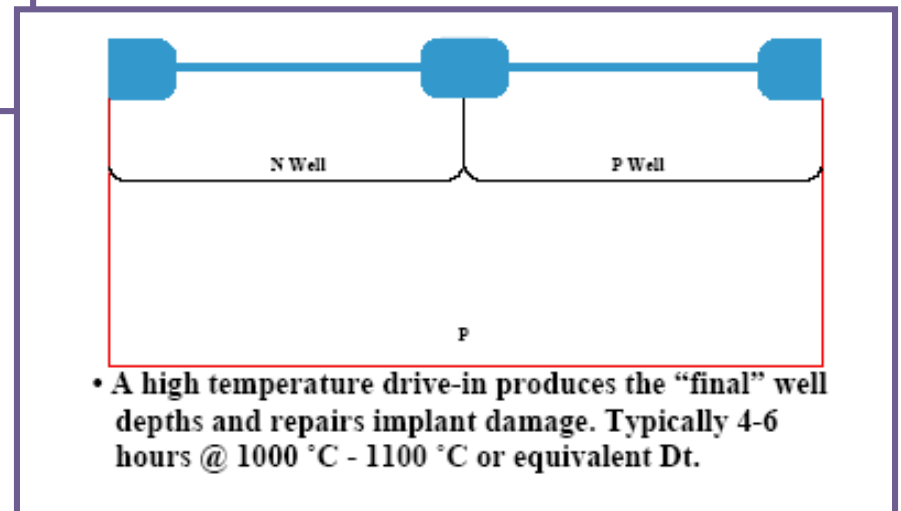 N Well
P Well
P
• A high temperature drive-in produces the “final” well
depths and repairs implant damage. Typically 4-6
hours @ 1000 ˚C - 1100 ˚C or equivalent Dt.